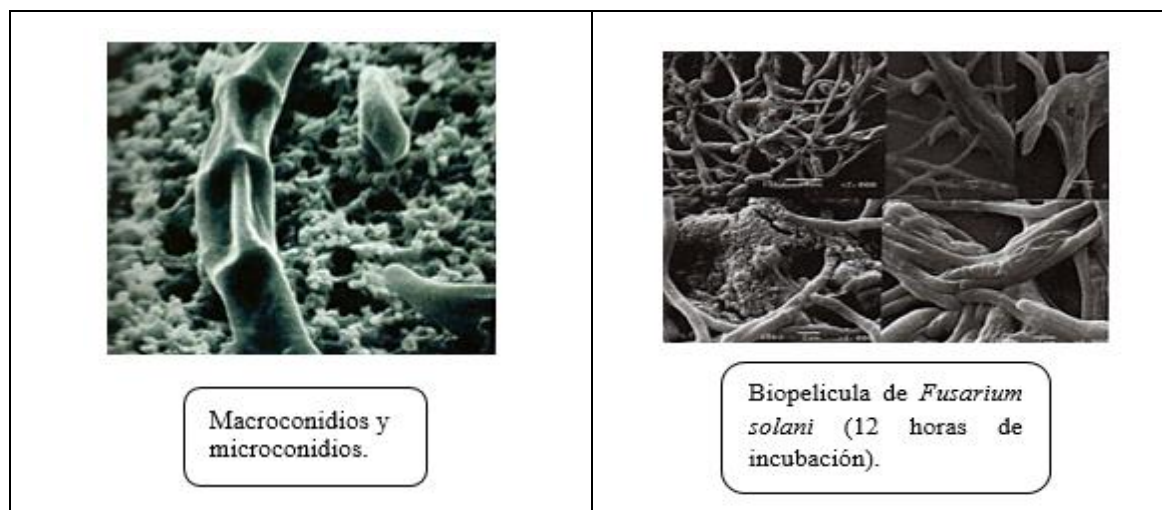 Macroconidios y
microconidios.
Biopelicula de Fusarium
solani (12 horas de
incubación).